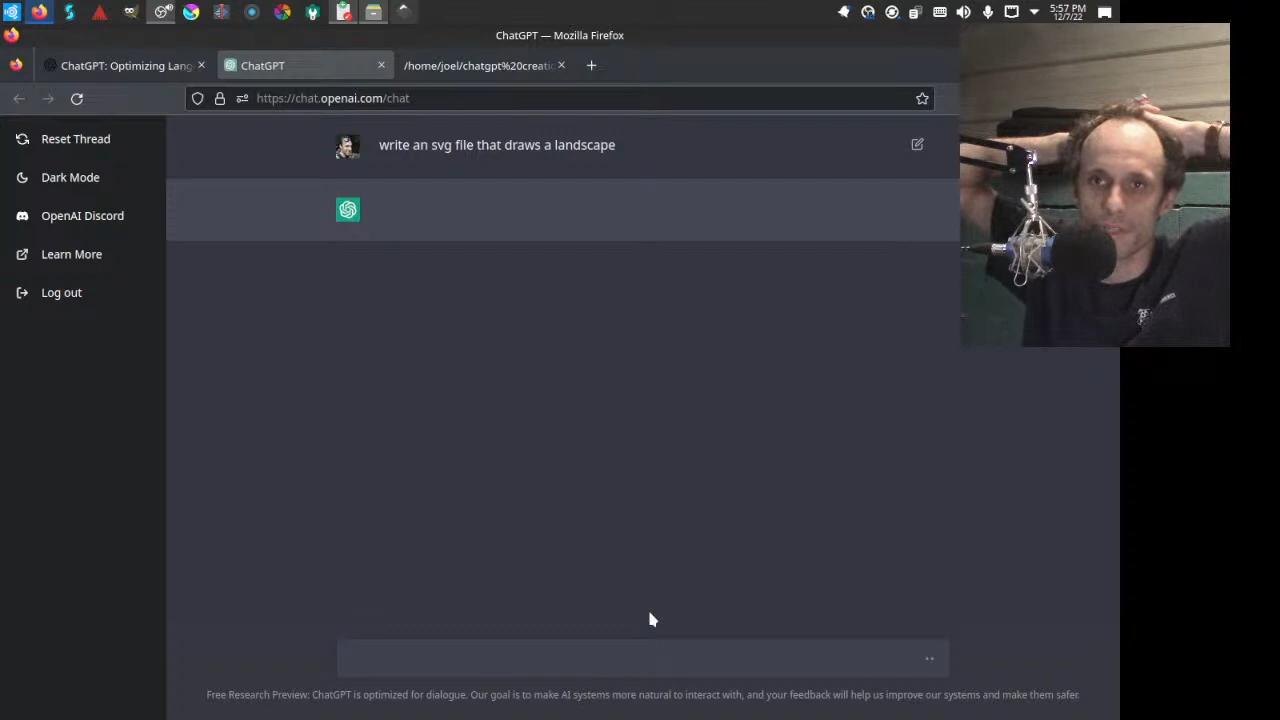 5:57 PM
12/7/22
ChatGPT — Mozilla Firefox
ChatGPT: Optimizing Lang
ChatGPT
/home/joel/chatgpt%20creatio
https://chat.openai.com/chat
Reset Thread
Dark Mode
OpenAI Discord
Learn More
Log out
write an svg file that draws a landscape
Free Research Preview: ChatGPT is optimized for dialogue. Our goal is to make AI systems more natural to interact with, and your feedback will help us improve our systems and make them safer.